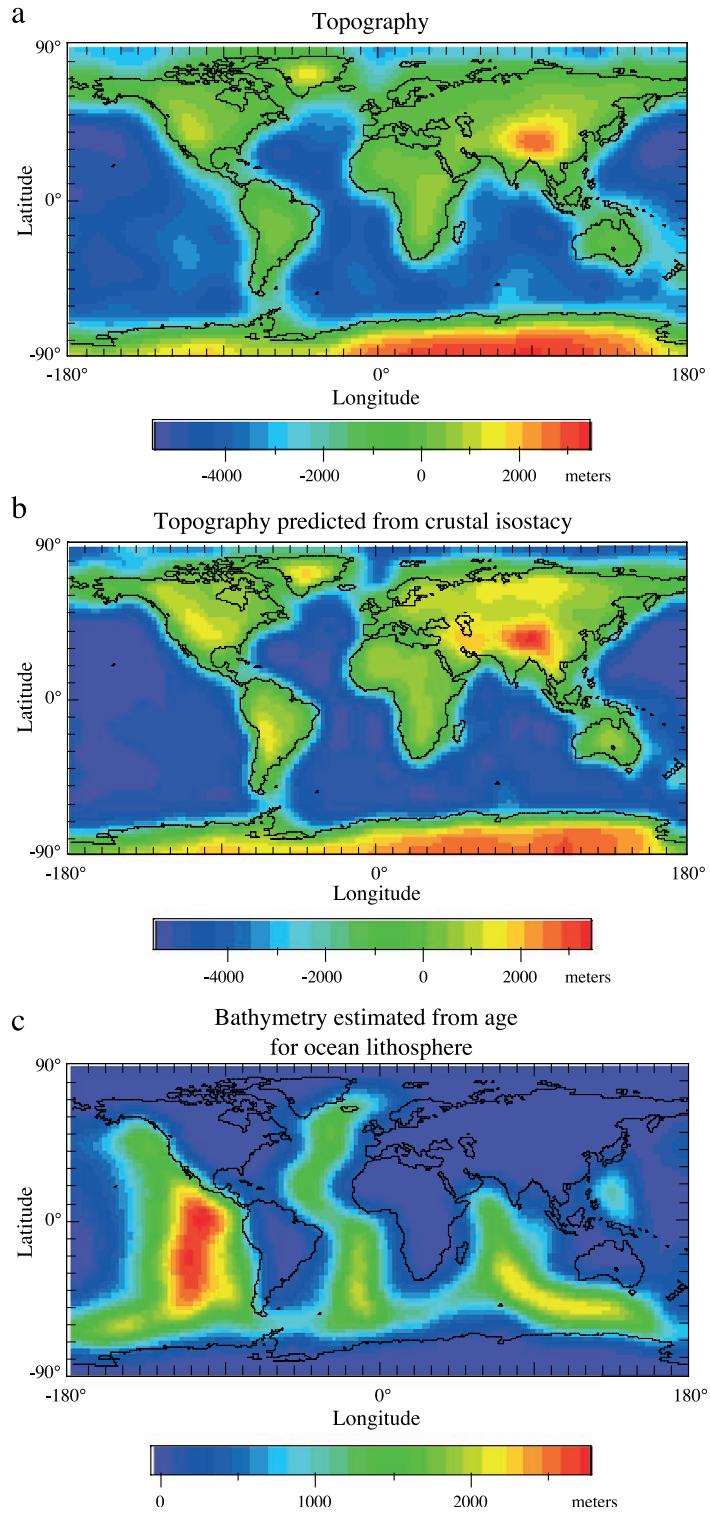 a
Topography
90°
Latitude
0°
-90°
-180°
0°
180°
Longitude
-4000
-2000
0
2000
meters
b
Topography predicted from crustal isostacy
90°
Latitude
0°
-90°
-180°
0°
180°
Longitude
-4000
-2000
0
2000
meters
c
Bathymetry estimated from age
for ocean lithosphere
90°
Latitude
0°
-90°
-180°
0°
180°
Longitude
0
1000
2000
meters